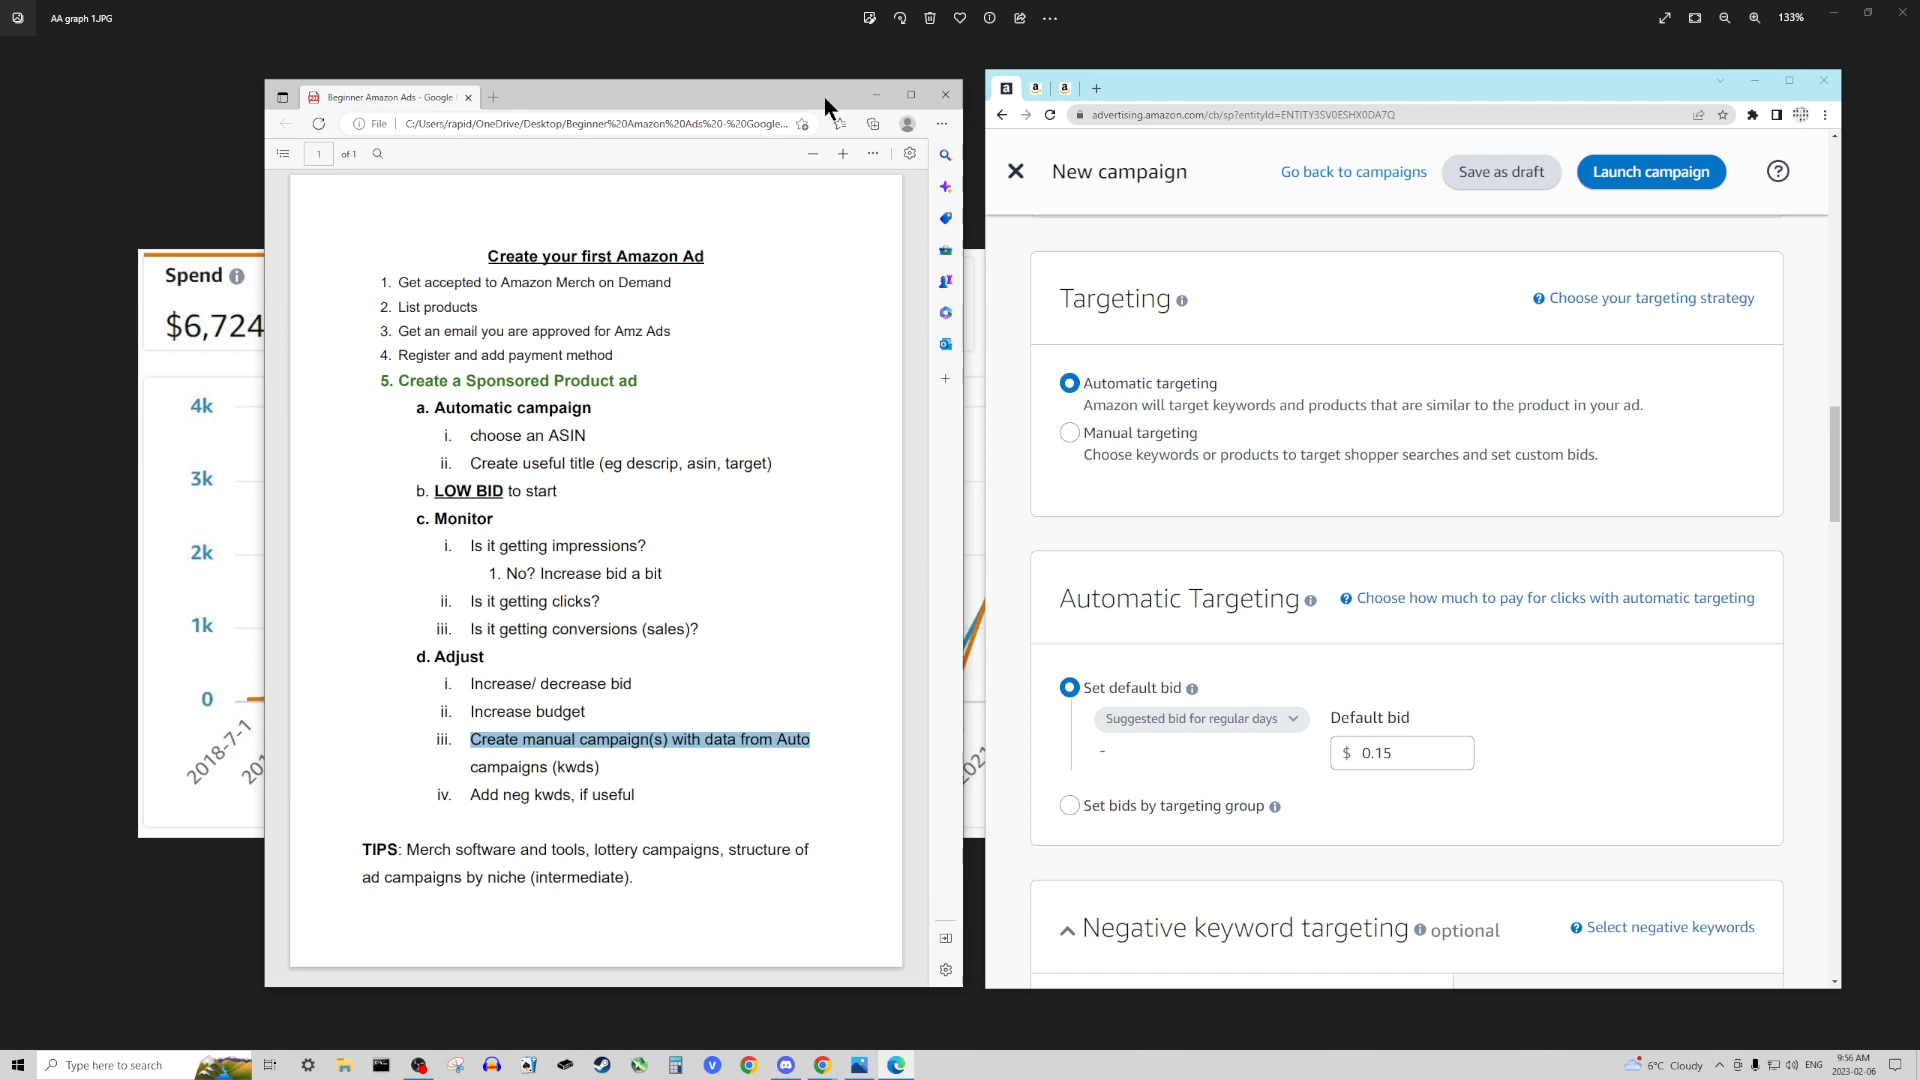 AA graph 1.JPG
133%
Beginner Amazon Ads - Google
File
C:/Users/rapid/OneDrive/Desktop/Beginner%20Amazon%20Ads%20-%20Google...
1
of 1
Create your first Amazon Ad
1. Get accepted to Amazon Merch on Demand
2. List products
3. Get an email you are approved for Amz Ads
4. Register and add payment method
5. Create a Sponsored Product ad
a. Automatic campaign
i. choose an ASIN
ii. Create useful title (eg descrip, asin, target)
b. LOW BID to start
c. Monitor
i. Is it getting impressions?
1. No? Increase bid a bit
ii. Is it getting clicks?
iii. Is it getting conversions (sales)?
d. Adjust
i. Increase/ decrease bid
ii. Increase budget
iii. Create manual campaign(s) with data from Auto
campaigns (kwds)
iv. Add neg kwds, if useful
TIPS: Merch software and tools, lottery campaigns, structure of
ad campaigns by niche (intermediate).
Spend
$6,724
4k
3k
2k
1k
0
2018-7-1
advertising.amazon.com/cb/sp?entityId=ENTITY3SV0ESHX0DA7Q
New campaign
Go back to campaigns
Save as draft
Launch campaign
Targeting
Choose your targeting strategy
Automatic targeting
Amazon will target keywords and products that are similar to the product in your ad.
Manual targeting
Choose keywords or products to target shopper searches and set custom bids.
Automatic Targeting
Choose how much to pay for clicks with automatic targeting
Set default bid
Suggested bid for regular days
Default bid
-
$ 0.15
Set bids by targeting group
Negative keyword targeting optional
Select negative keywords
Type here to search
6°C Cloudy
ENG
9:56 AM
2023-02-06